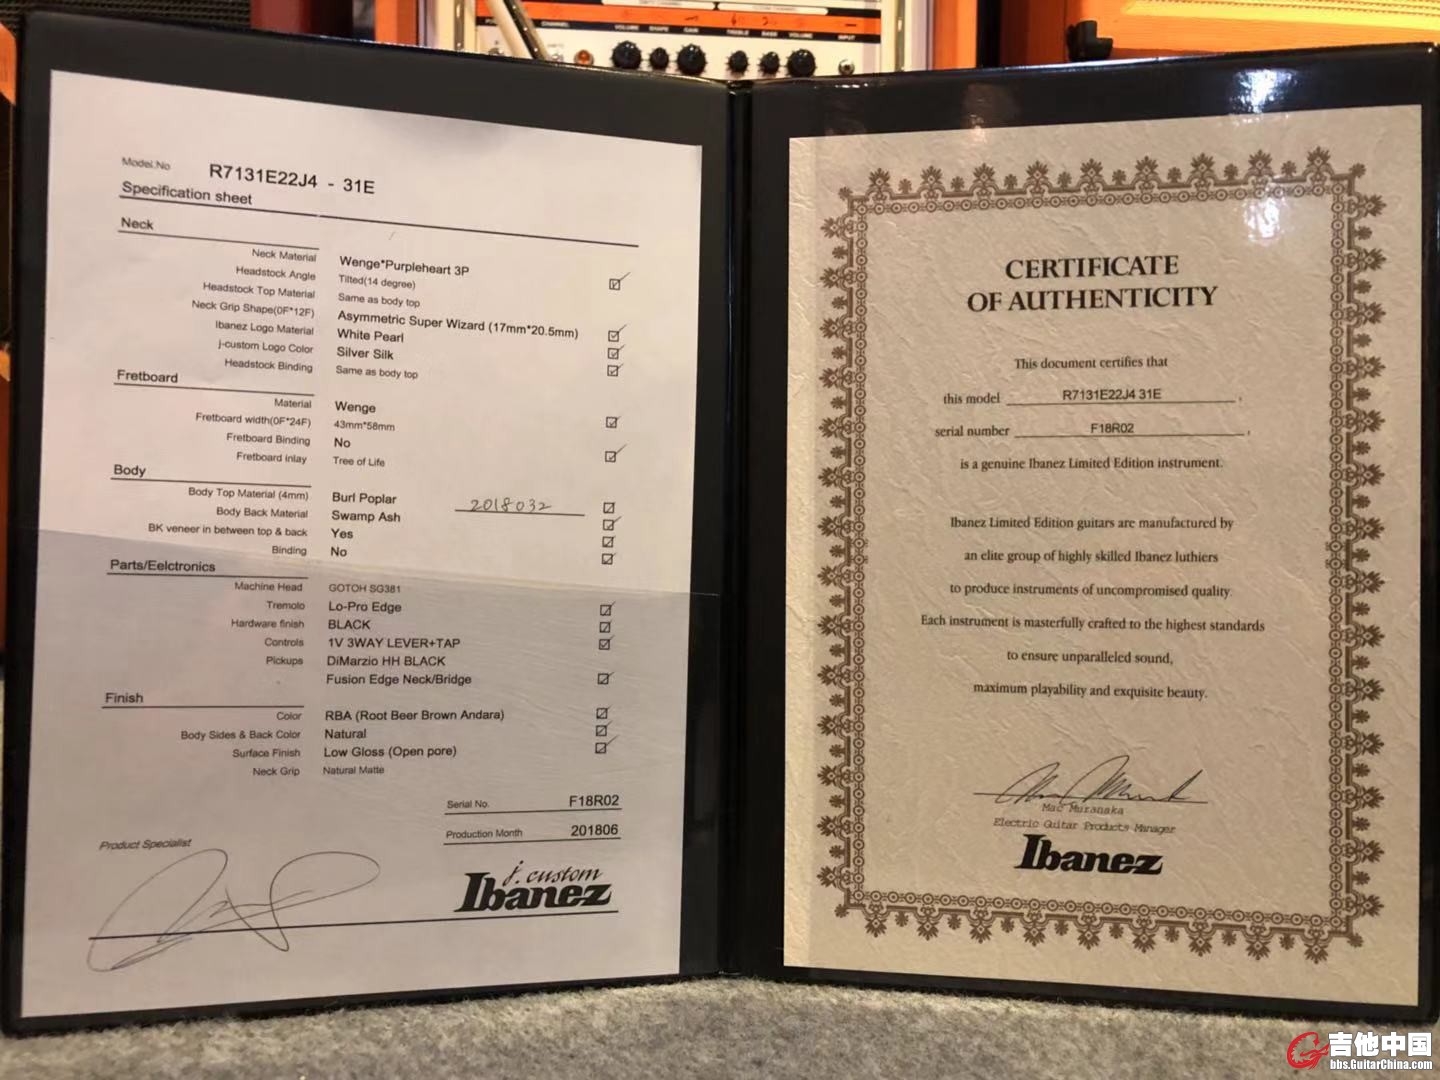 VOLUME SHAPE GAIN TREBLE BASS VOLUME INPUT
Model.No R7131E22J4 - 31E
Specification sheet
Neck
Neck Material Wenge*Purpleheart 3P
Headstock Angle Tilted(14 degree)
Headstock Top Material Same as body top
Neck Grip Shape(0F*12F) Asymmetric Super Wizard (17mm*20.5mm)
Ibanez Logo Material White Pearl
j-custom Logo Color Silver Silk
Headstock Binding Same as body top
Fretboard
Material Wenge
Fretboard width(0F*24F) 43mm*58mm
Fretboard Binding No
Fretboard inlay Tree of Life
Body
Body Top Material (4mm) Burl Poplar 2018032
Body Back Material Swamp Ash
BK veneer in between top & back Yes
Binding No
Parts/Eelctronics
Machine Head GOTOH SG381
Tremolo Lo-Pro Edge
Hardware finish BLACK
Controls 1V 3WAY LEVER+TAP
Pickups DiMarzio HH BLACK
Fusion Edge Neck/Bridge
Finish
Color RBA (Root Beer Brown Andara)
Body Sides & Back Color Natural
Surface Finish Low Gloss (Open pore)
Neck Grip Natural Matte
Serial No. F18R02
Production Month 201806
Product Specialist
j. custom
Ibanez
CERTIFICATE
OF AUTHENTICITY
This document certifies that
this model R7131E22J4 31E ,
serial number F18R02 ,
is a genuine Ibanez Limited Edition instrument.
Ibanez Limited Edition guitars are manufactured by
an elite group of highly skilled Ibanez luthiers
to produce instruments of uncompromised quality.
Each instrument is masterfully crafted to the highest standards
to ensure unparalleled sound,
maximum playability and exquisite beauty.
Mac Muranaka
Electric Guitar Products Manager
Ibanez
吉他中国
bbs.GuitarChina.com